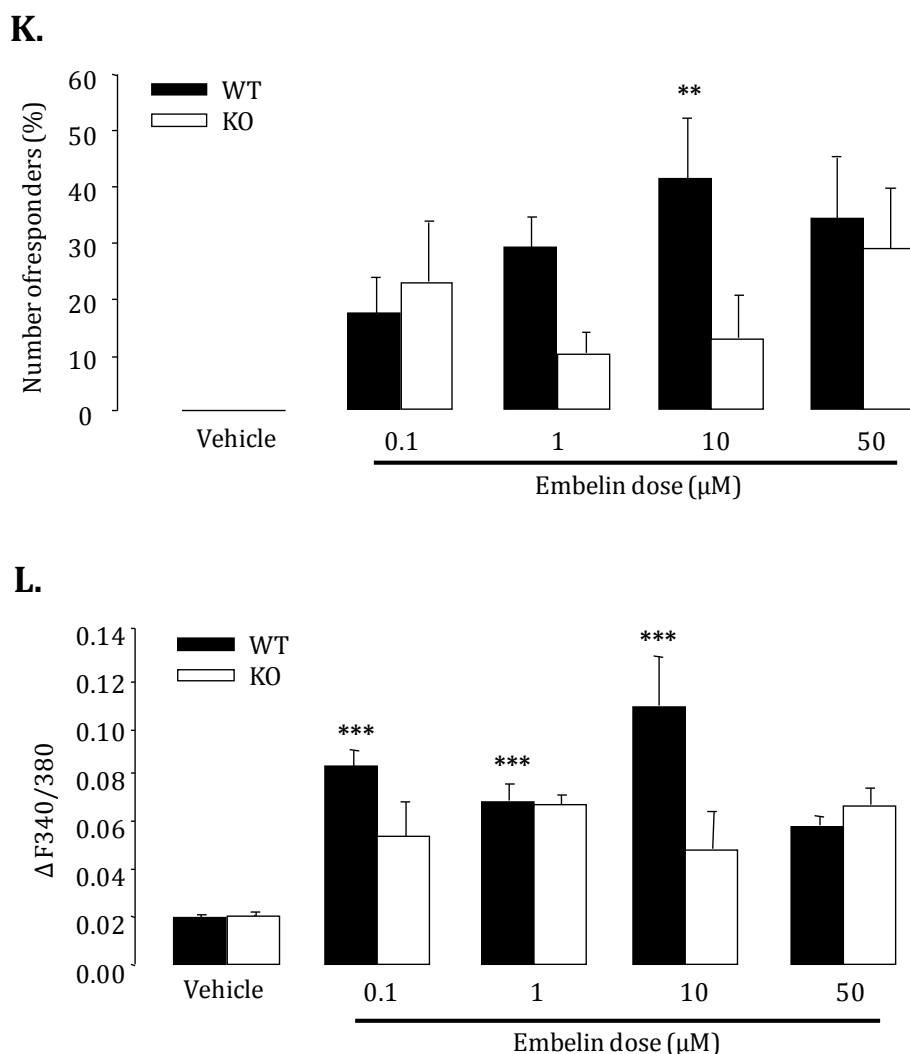 K.
Number ofresponders (%)
60
50
40
30
20
10
0
WT
KO
**
Vehicle
0.1
1
10
50
Embelin dose (µM)
L.
Δ F340/380
0.14
0.12
0.10
0.08
0.06
0.04
0.02
0.00
WT
KO
***
***
***
Vehicle
0.1
1
10
50
Embelin dose (µM)